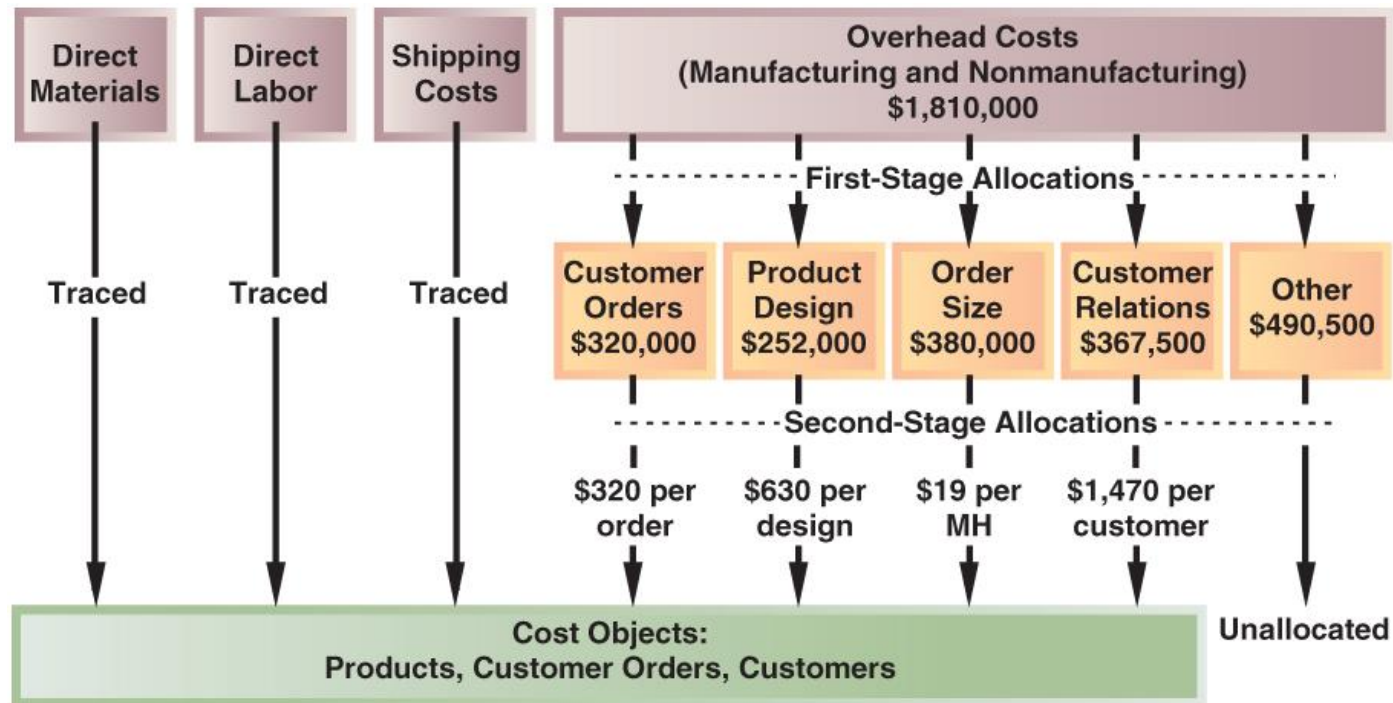 Direct
Materials
Direct
Labor
Shipping
Costs
Overhead Costs
(Manufacturing and Nonmanufacturing)
$1,810,000
First-Stage Allocations
Traced
Traced
Traced
Customer
Orders
$320,000
Product
Design
$252,000
Order
Size
$380,000
Customer
Relations
$367,500
Other
$490,500
Second-Stage Allocations
$320 per
order
$630 per
design
$19 per
MH
$1,470 per
customer
Cost Objects:
Products, Customer Orders, Customers
Unallocated